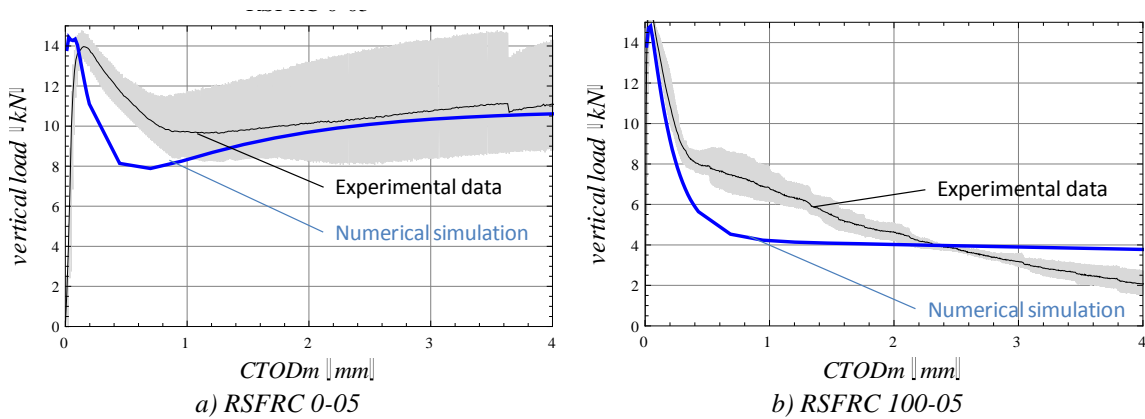 14
12
10
8
6
4
2
0
vertical load [kN]
Experimental data
Numerical simulation
0 1 2 3 4
CTODm [mm]
a) RSFRC 0-05
14
12
10
8
6
4
2
0
vertical load [kN]
Experimental data
Numerical simulation
0 1 2 3 4
CTODm [mm]
b) RSFRC 100-05